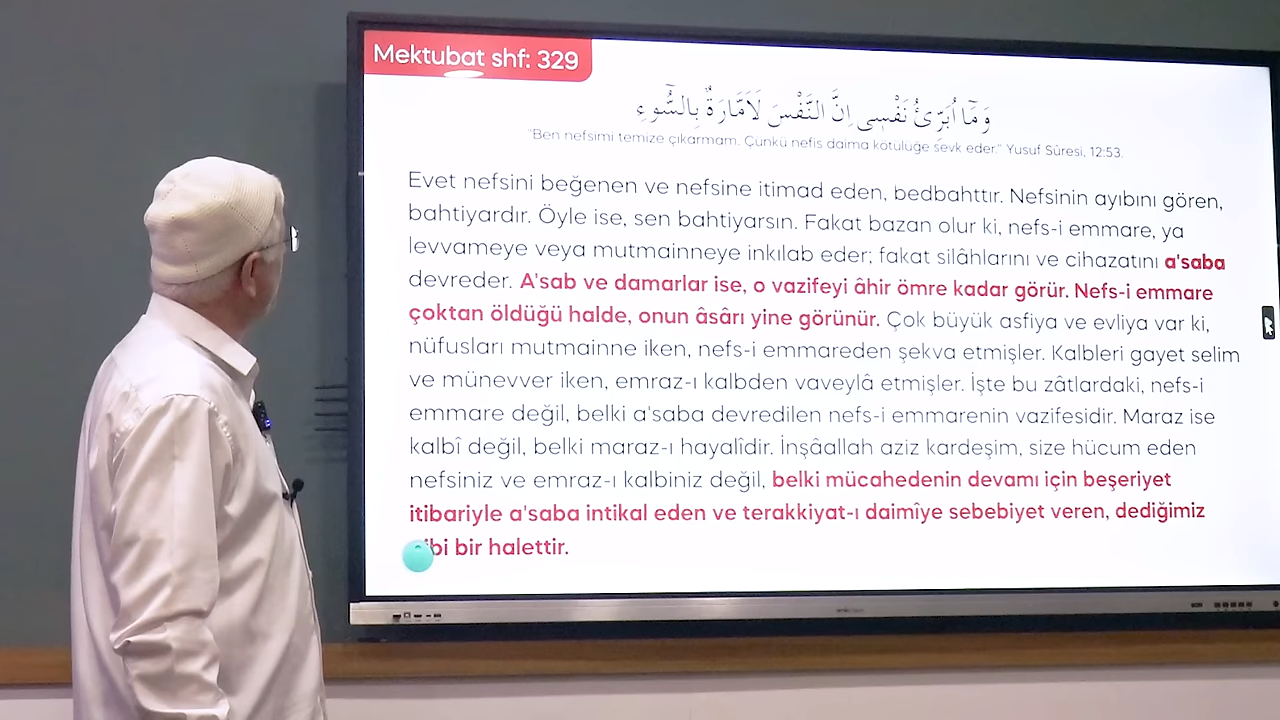 Mektubat shf: 329
وَمَٓا اُبَرِّئُ نَفْسٖى اِنَّ النَّفْسَ لَاَمَّارَةٌ بِالسُّٓوءِ
"Ben nefsimi temize çıkarmam. Çünkü nefis daima kötülüğe sevk eder." Yusuf Sûresi, 12:53.
Evet nefsini beğenen ve nefsine itimad eden, bedbahttır. Nefsinin ayıbını gören,
bahtiyardır. Öyle ise, sen bahtiyarsın. Fakat bazan olur ki, nefs-i emmare, ya
levvameye veya mutmainneye inkılab eder; fakat silâhlarını ve cihazatını a'saba
devreder. A'sab ve damarlar ise, o vazifeyi âhir ömre kadar görür. Nefs-i emmare
çoktan öldüğü halde, onun âsârı yine görünür. Çok büyük asfiya ve evliya var ki,
nüfusları mutmainne iken, nefs-i emmareden şekva etmişler. Kalbleri gayet selim
ve münevver iken, emraz-ı kalbden vaveylâ etmişler. İşte bu zâtlardaki, nefs-i
emmare değil, belki a'saba devredilen nefs-i emmarenin vazifesidir. Maraz ise
kalbî değil, belki maraz-ı hayalîdir. İnşâallah aziz kardeşim, size hücum eden
nefsiniz ve emraz-ı kalbiniz değil, belki mücahedenin devamı için beşeriyet
itibariyle a'saba intikal eden ve terakkiyat-ı daimîye sebebiyet veren, dediğimiz
bi bir halettir.